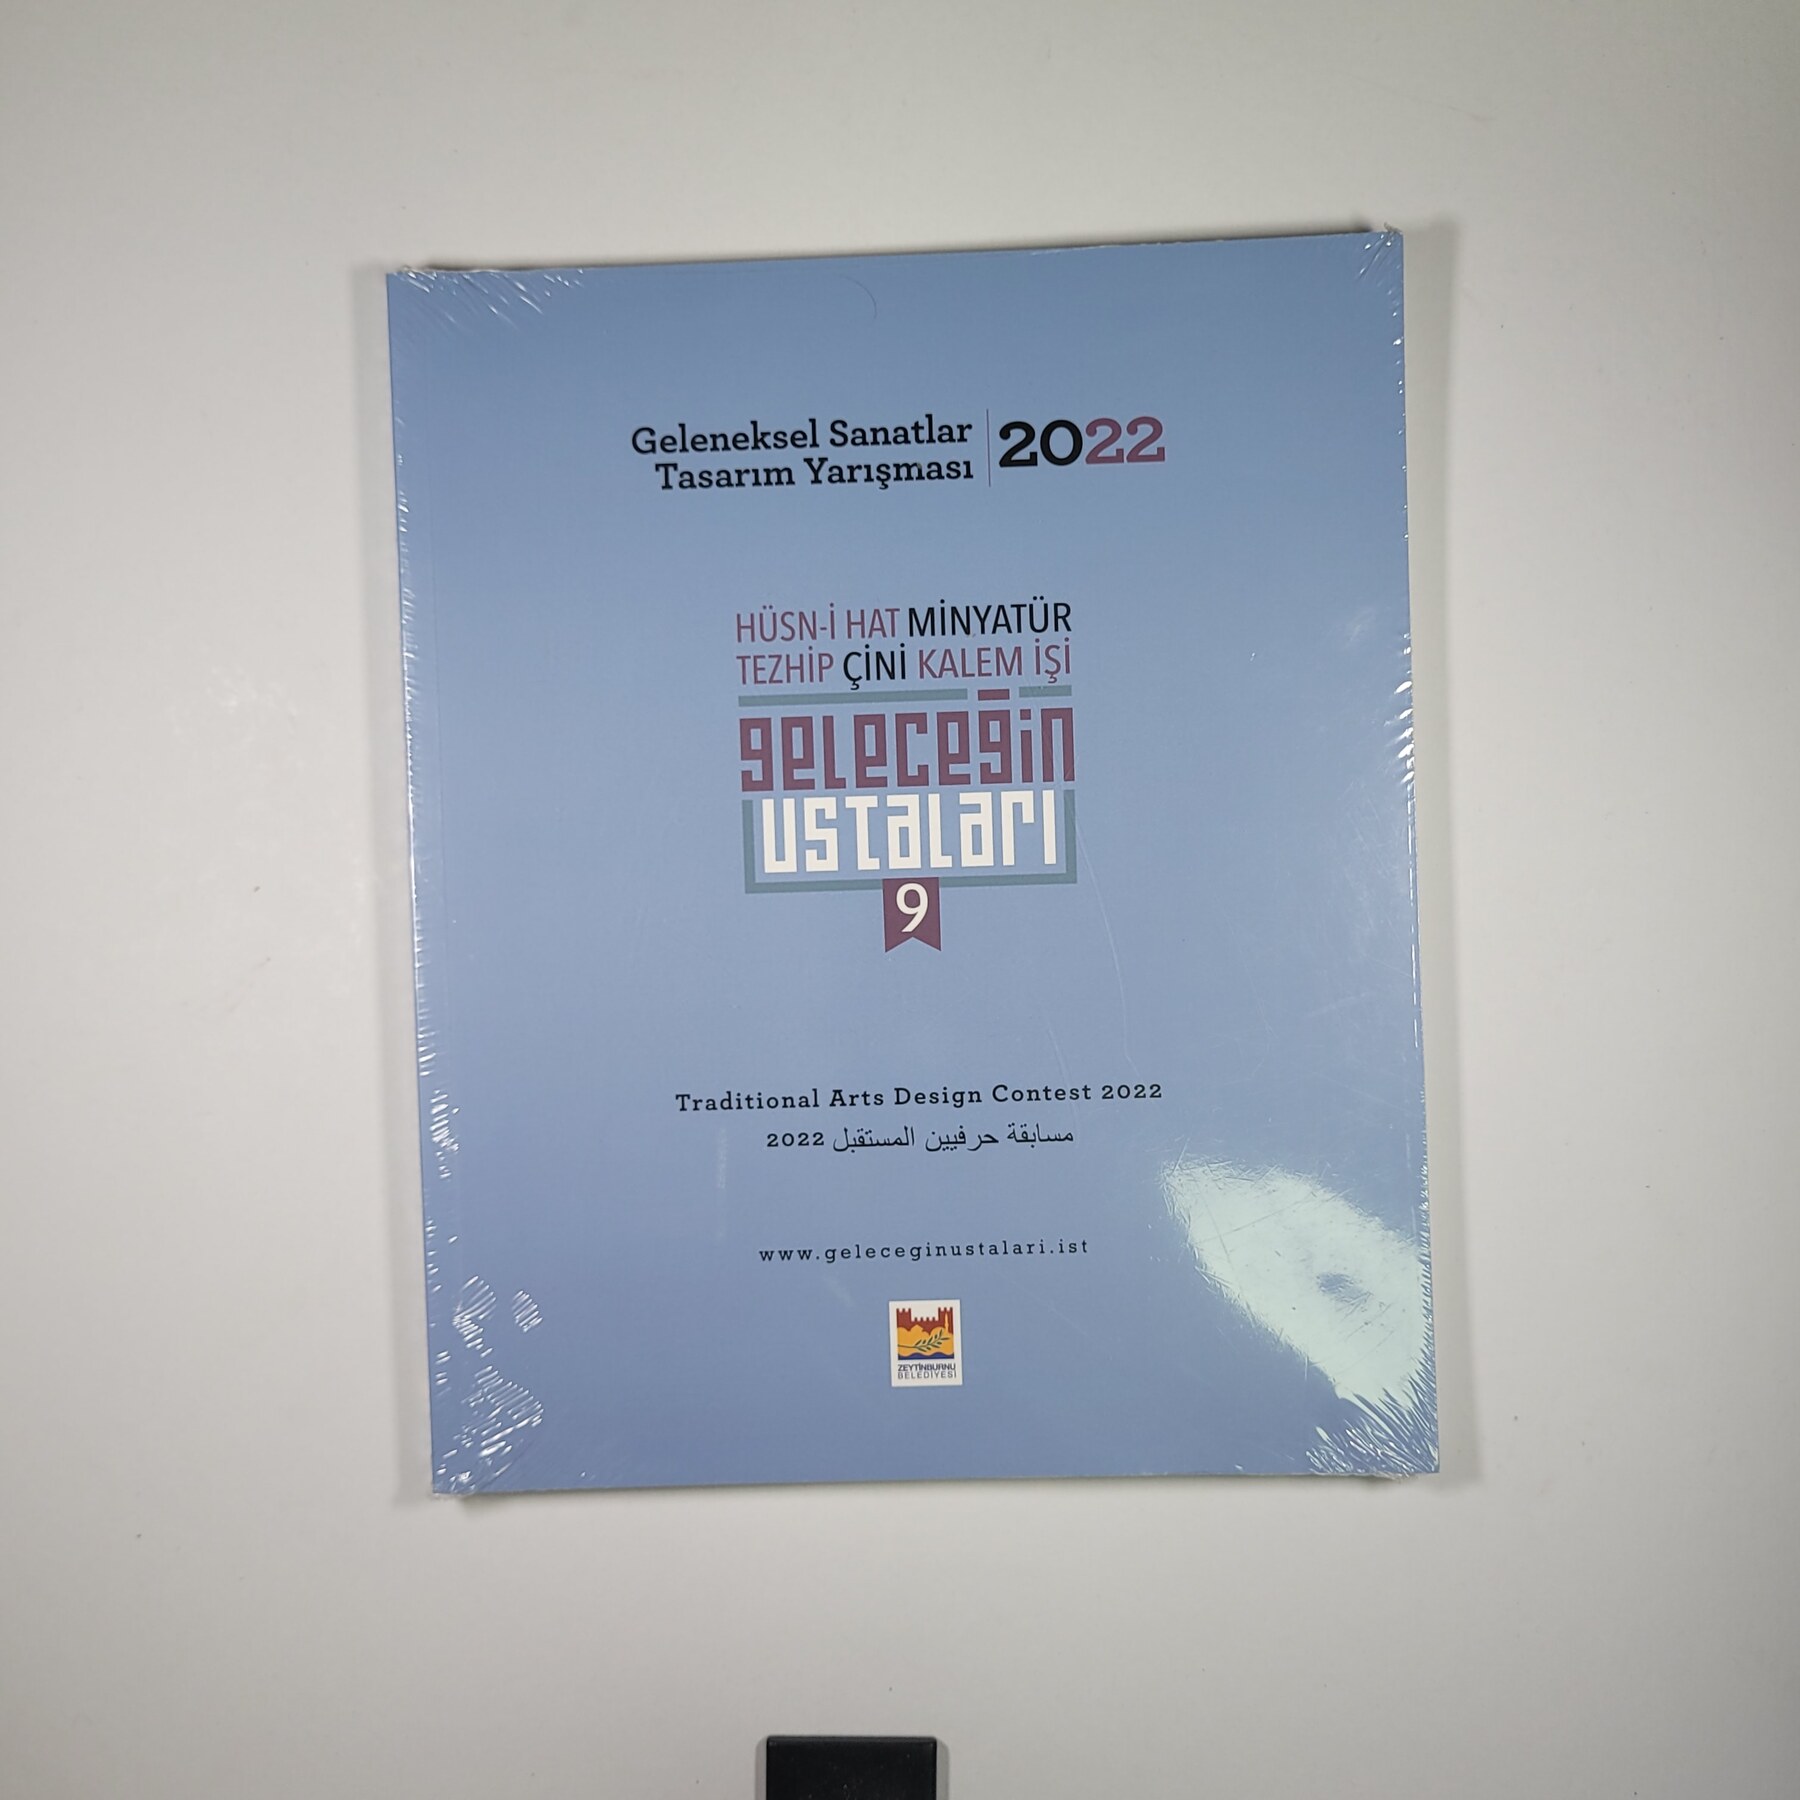 Geleneksel Sanatlar
Tasarım Yarışması
2022
HÜSN-İ HAT MİNYATÜR
TEZHİP ÇİNİ KALEM İŞİ
geleceğin
ustaları
9
Traditional Arts Design Contest 2022
مسابقة حرفيين المستقبل 2022
www.geleceginustalari.ist
ZEYTİNBURNU
BELEDİYESİ